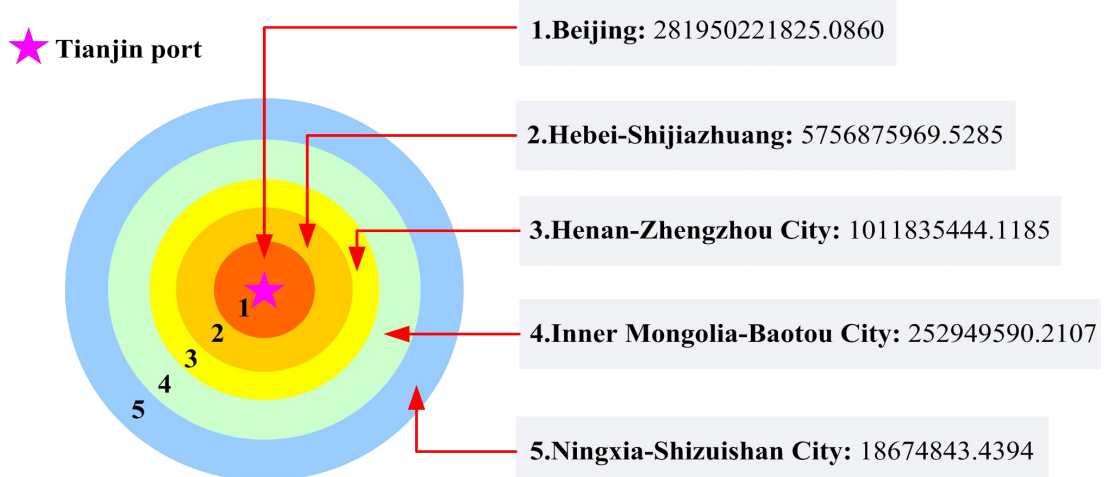 Tianjin port
1.Beijing: 281950221825.0860
2.Hebei-Shijiazhuang: 5756875969.5285
3.Henan-Zhengzhou City: 1011835444.1185
4.Inner Mongolia-Baotou City: 252949590.2107
5.Ningxia-Shizuishan City: 18674843.4394
1
2
3
4
5